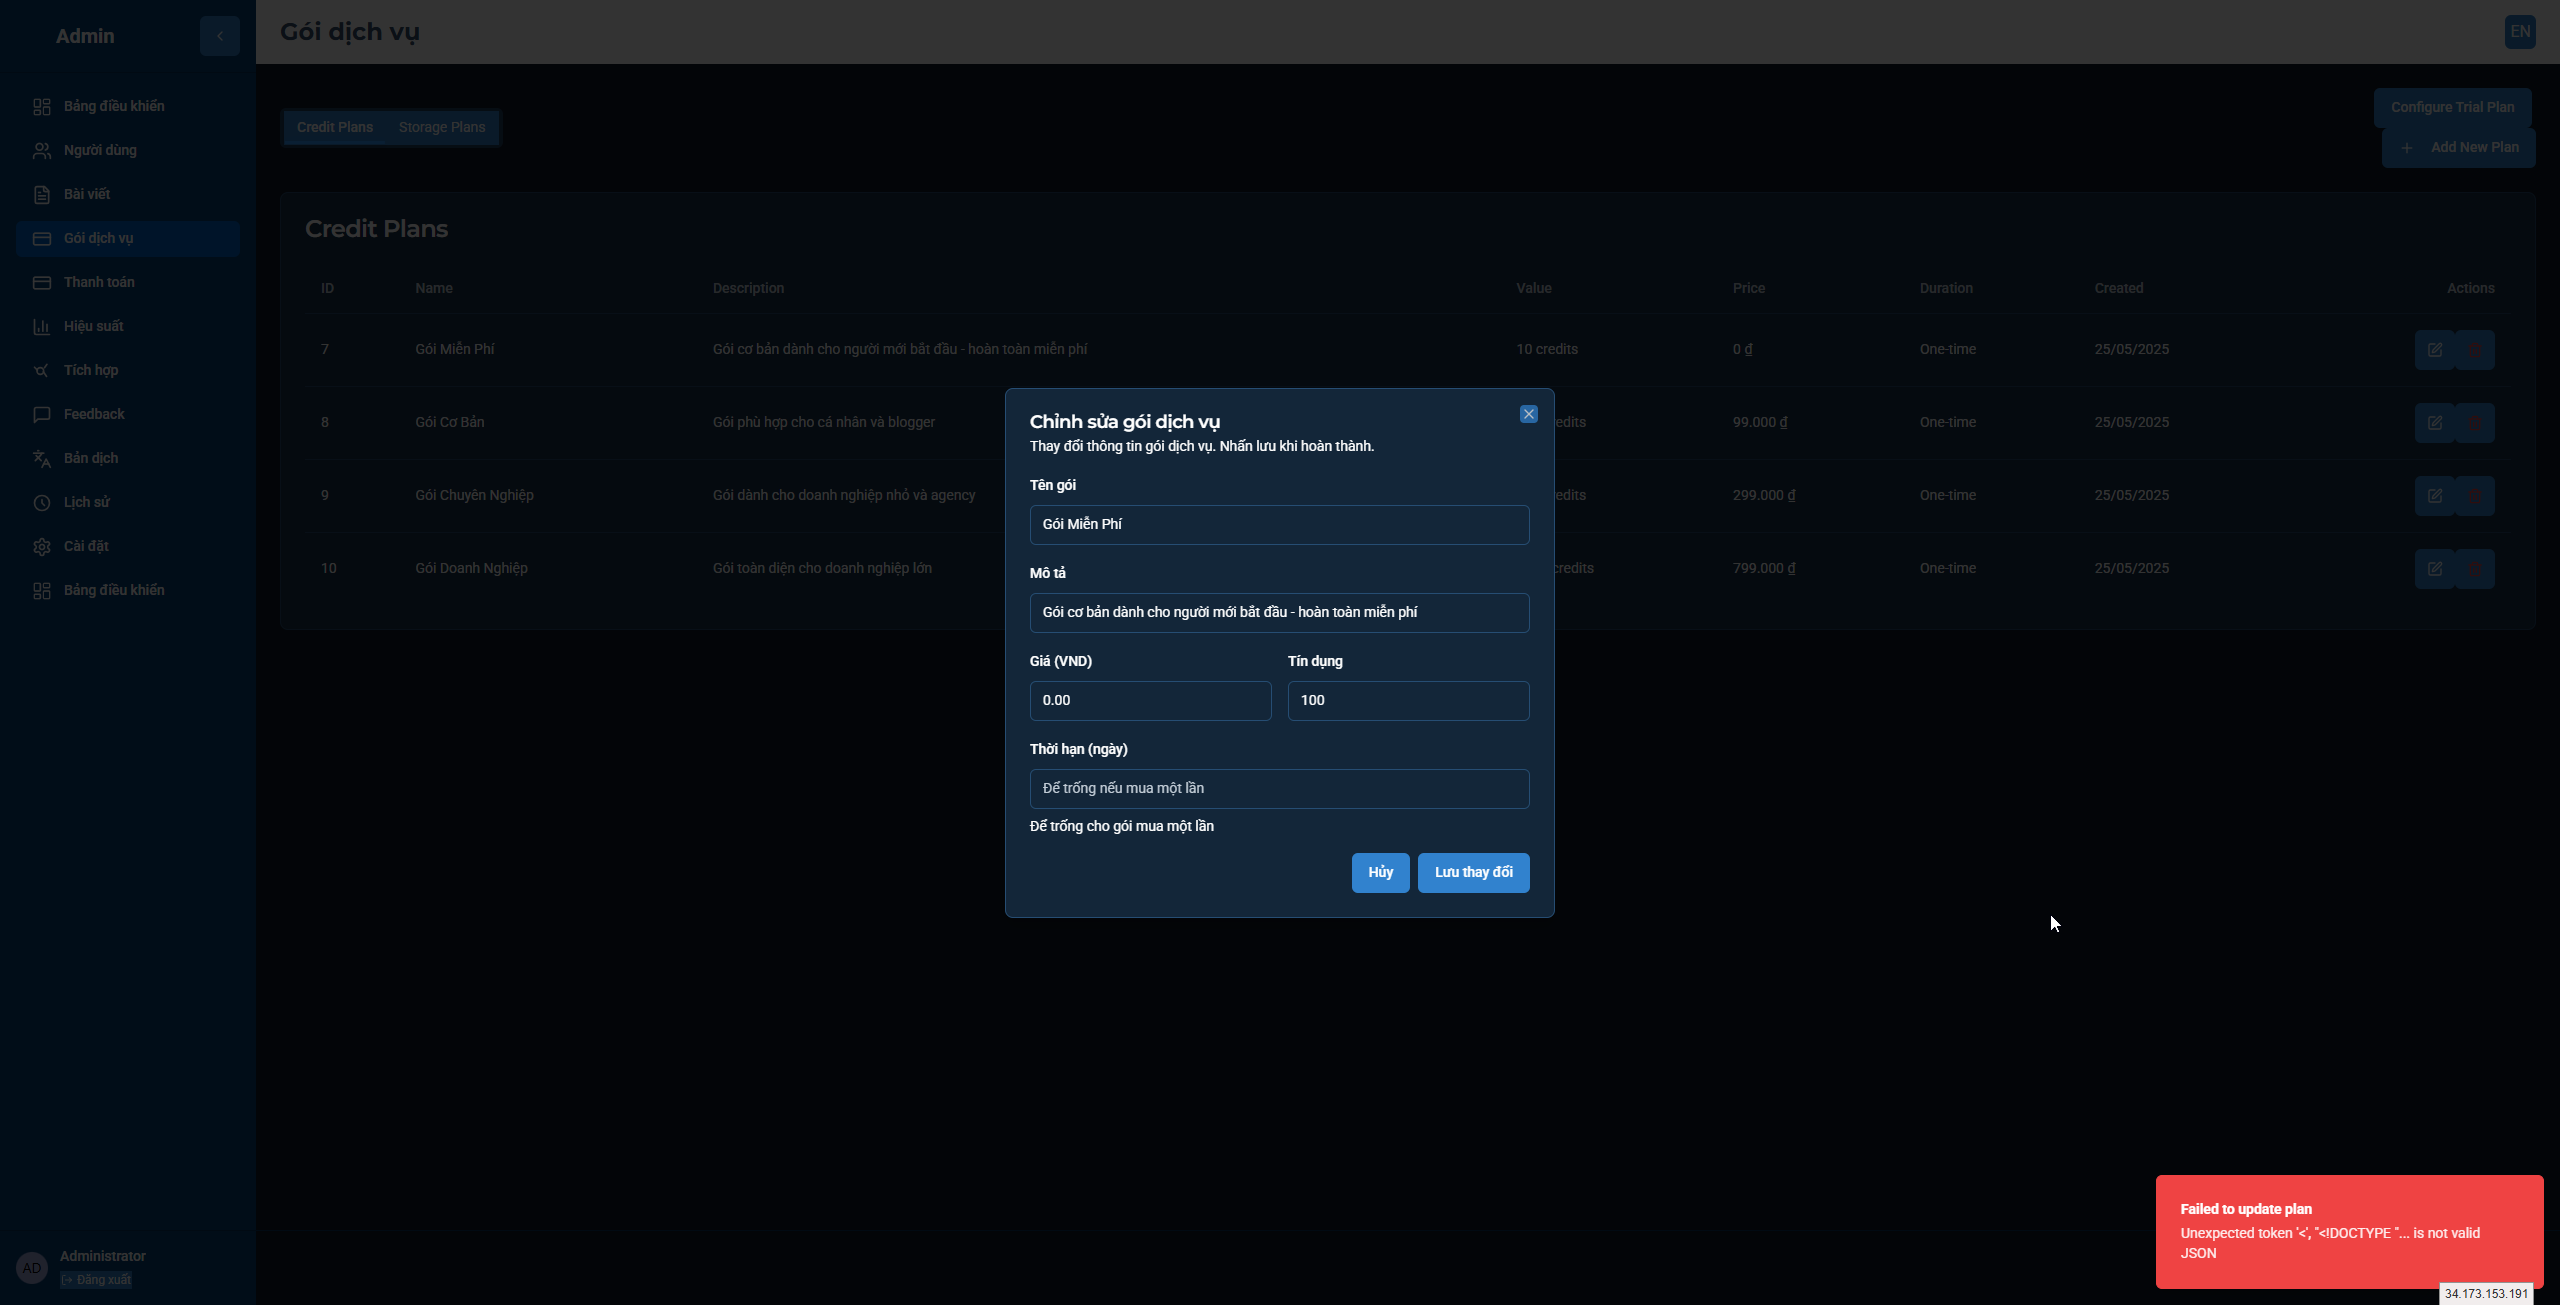 Admin
Gói dịch vụ
EN
Bảng điều khiển
Người dùng
Bài viết
Gói dịch vụ
Thanh toán
Hiệu suất
Tích hợp
Feedback
Bản dịch
Lịch sử
Cài đặt
Bảng điều khiển
AD
Administrator
Đăng xuất
Credit Plans
Storage Plans
Configure Trial Plan
Add New Plan
Credit Plans
ID Name Description Value Price Duration Created Actions
7 Gói Miễn Phí Gói cơ bản dành cho người mới bắt đầu - hoàn toàn miễn phí 10 credits 0 ₫ One-time 25/05/2025
8 Gói Cơ Bản Gói phù hợp cho cá nhân và blogger edits 99.000 ₫ One-time 25/05/2025
9 Gói Chuyên Nghiệp Gói dành cho doanh nghiệp nhỏ và agency edits 299.000 ₫ One-time 25/05/2025
10 Gói Doanh Nghiệp Gói toàn diện cho doanh nghiệp lớn credits 799.000 ₫ One-time 25/05/2025
Chỉnh sửa gói dịch vụ
Thay đổi thông tin gói dịch vụ. Nhấn lưu khi hoàn thành.
Tên gói
Gói Miễn Phí
Mô tả
Gói cơ bản dành cho người mới bắt đầu - hoàn toàn miễn phí
Giá (VND) Tín dụng
0.00 100
Thời hạn (ngày)
Để trống nếu mua một lần
Để trống cho gói mua một lần
Hủy Lưu thay đổi
Failed to update plan
Unexpected token '<', "<!DOCTYPE "... is not valid
JSON
34.173.153.191